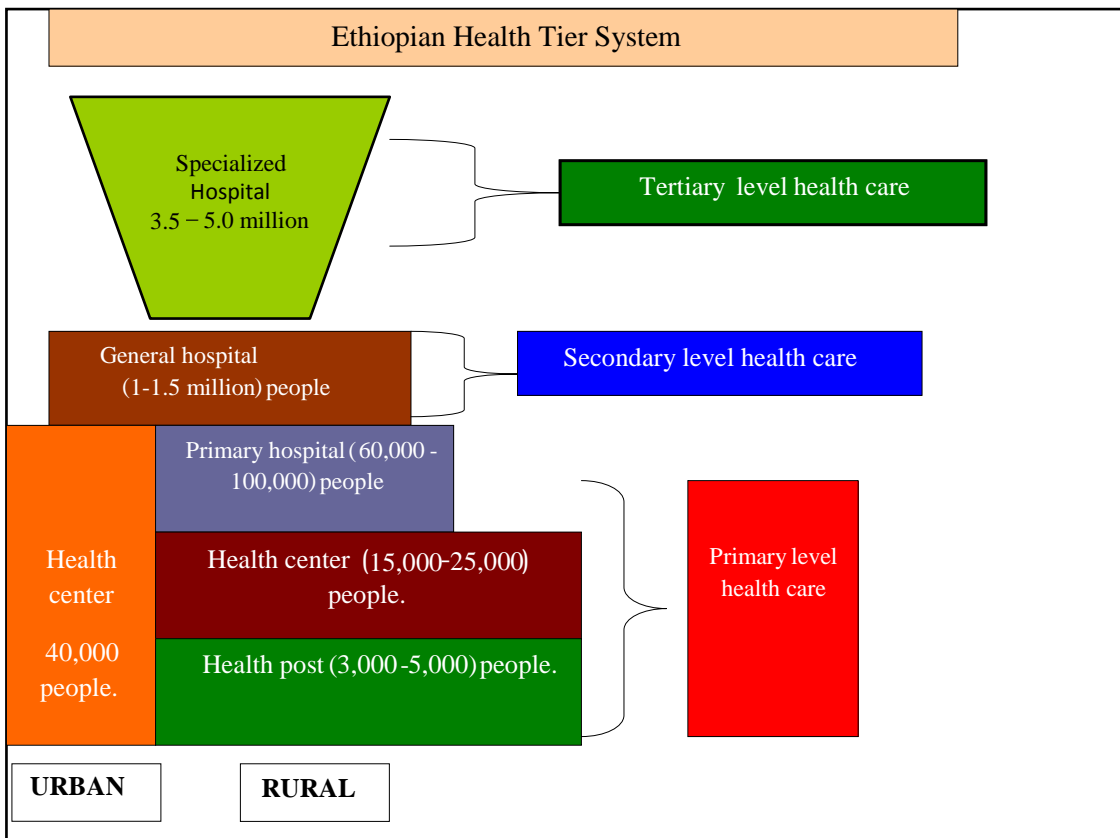 Ethiopian Health Tier System
Specialized
Hospital
3.5 – 5.0 million
Tertiary level health care
General hospital
(1-1.5 million) people
Secondary level health care
Primary hospital (60,000 -
100,000) people
Health center (15,000-25,000)
people.
Health post (3,000 -5,000) people.
Health
center
40,000
people.
Primary level
health care
URBAN
RURAL